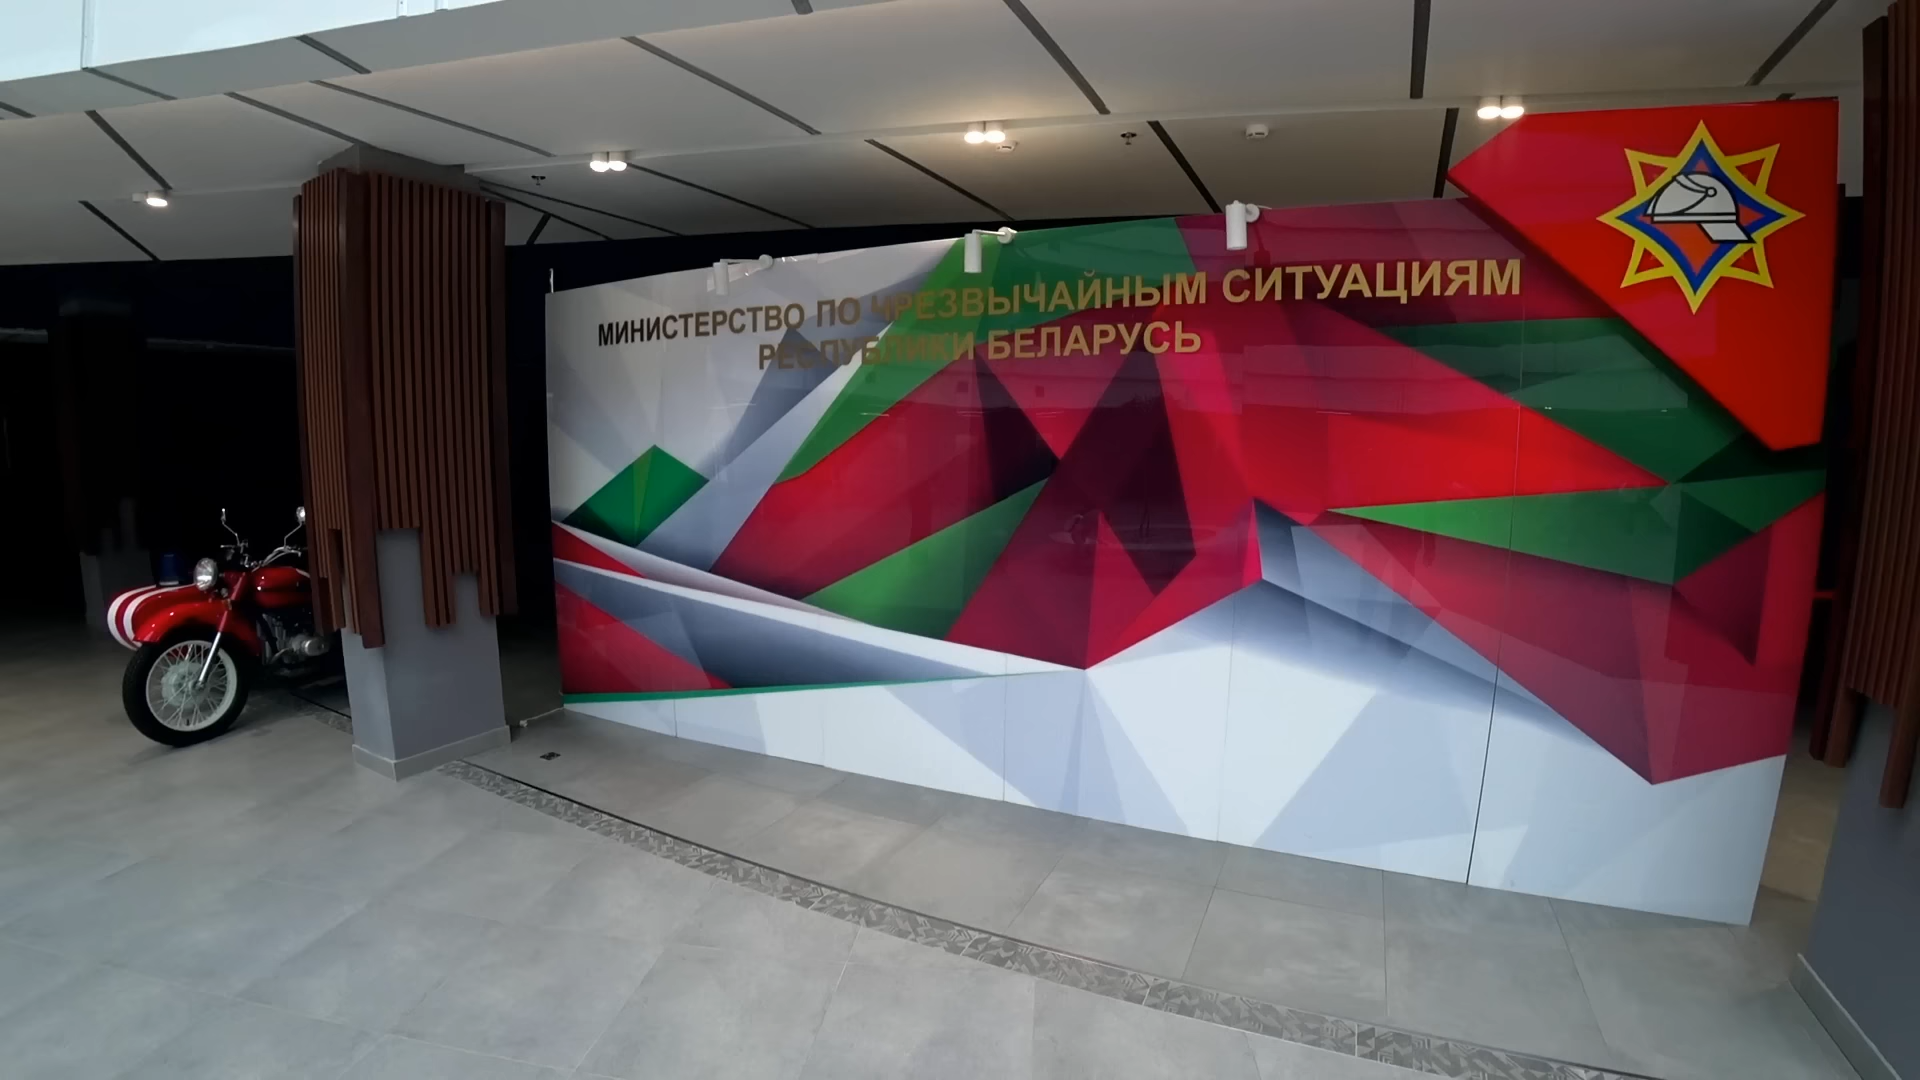 МИНИСТЕРСТВО ПО ЧРЕЗВЫЧАЙНЫМ СИТУАЦИЯМ
РЕСПУБЛИКИ БЕЛАРУСЬ